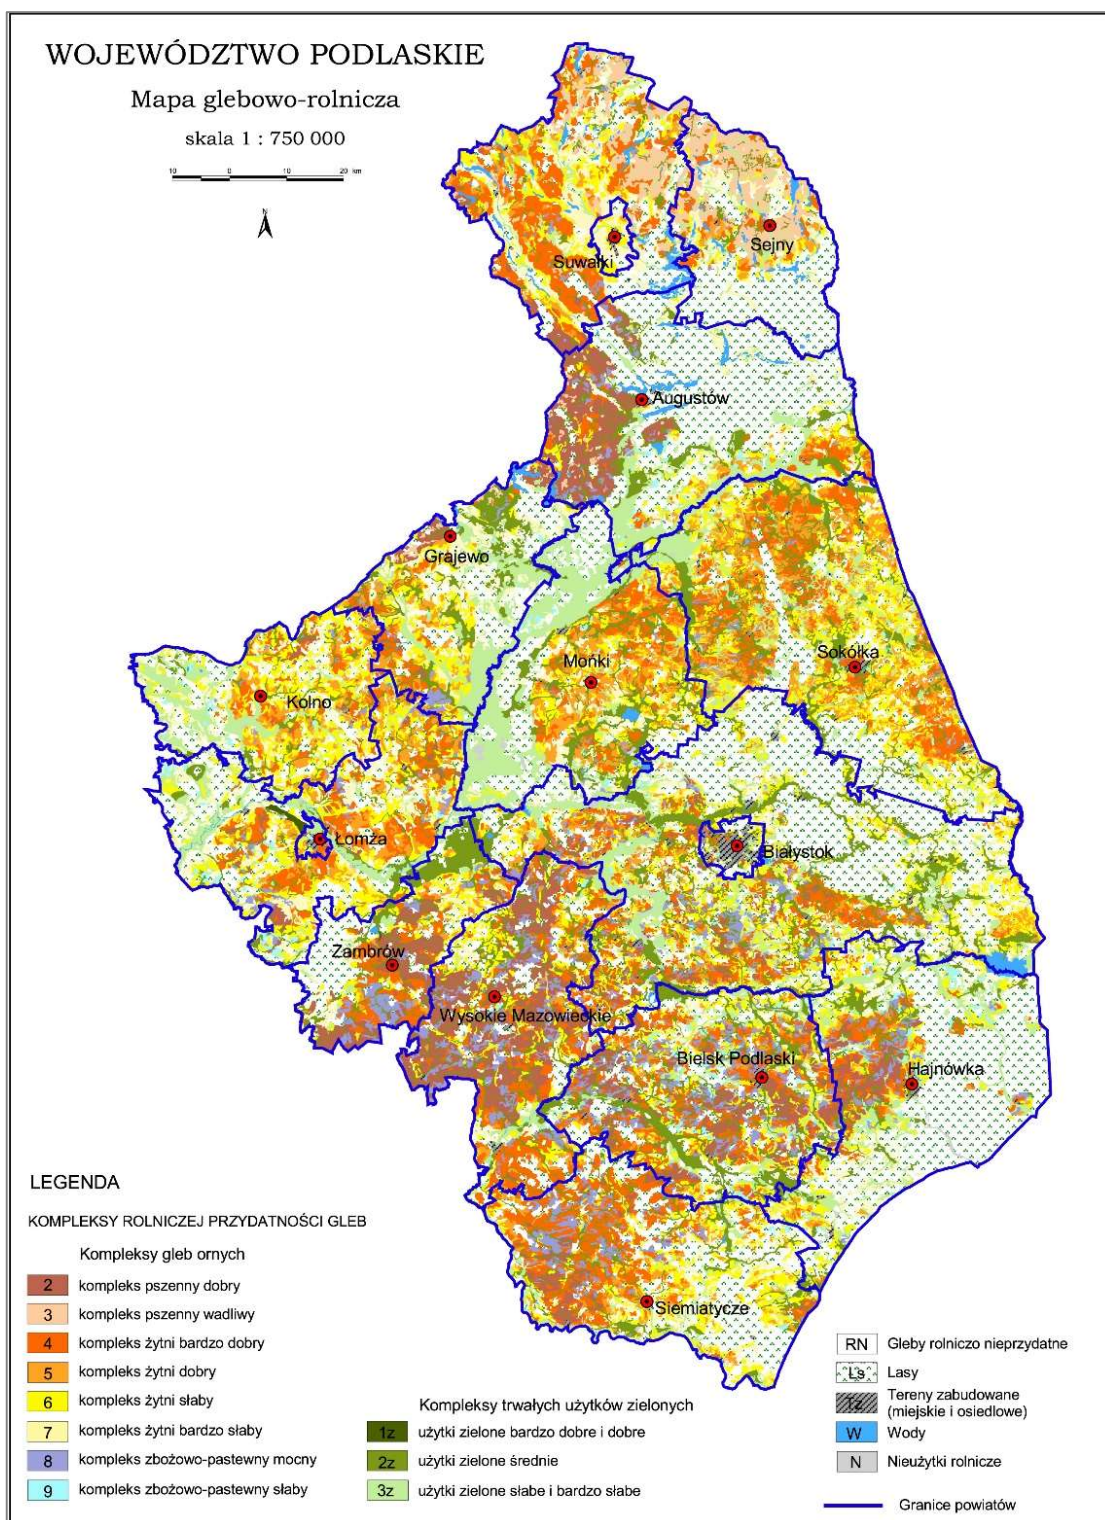 WOJEWÓDZTWO PODLASKIE
Mapa glebowo-rolnicza
skala 1 : 750 000
10 0 10 20 km
N
Suwałki
Sejny
Augustów
Grajewo
Mońki
Sokółka
Kolno
Łomża
Białystok
Zambrów
Wysokie Mazowieckie
Bielsk Podlaski
Hajnówka
Siemiatycze
LEGENDA
KOMPLEKSY ROLNICZEJ PRZYDATNOŚCI GLEB
Kompleksy gleb ornych
2 kompleks pszenny dobry
3 kompleks pszenny wadliwy
4 kompleks żytni bardzo dobry
5 kompleks żytni dobry
6 kompleks żytni słaby
7 kompleks żytni bardzo słaby
8 kompleks zbożowo-pastewny mocny
9 kompleks zbożowo-pastewny słaby
Kompleksy trwałych użytków zielonych
1z użytki zielone bardzo dobre i dobre
2z użytki zielone średnie
3z użytki zielone słabe i bardzo słabe
RN Gleby rolniczo nieprzydatne
Ls Lasy
Tz Tereny zabudowane
(miejskie i osiedlowe)
W Wody
N Nieużytki rolnicze
Granice powiatów